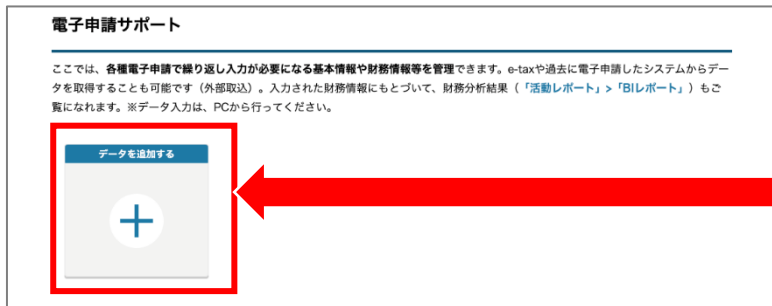 電子申請サポート
ここでは、各種電子申請で繰り返し入力が必要になる基本情報や財務情報等を管理できます。e-taxや過去に電子申請したシステムからデー
タを取得することも可能です（外部取込）。入力された財務情報にもとづいて、財務分析結果（「活動レポート」>「BIレポート」）もご
覧になれます。※データ入力は、PCから行ってください。
データを追加する